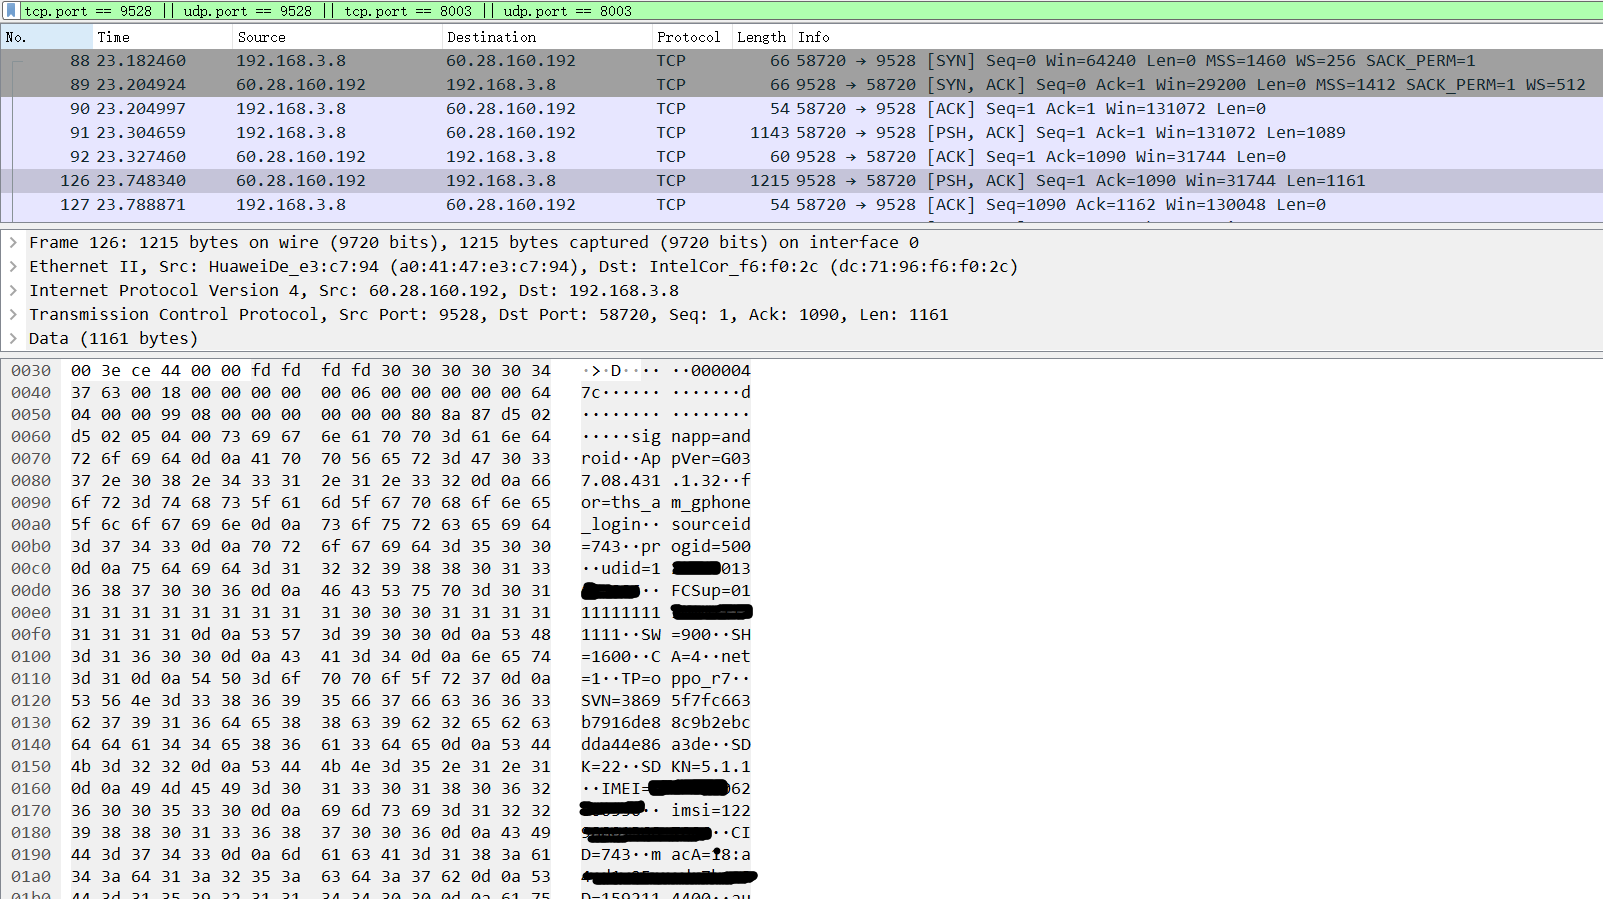 tcp.port == 9528 || udp.port == 9528 || tcp.port == 8003 || udp.port == 8003
No. Time Source Destination Protocol Length Info
88 23.182460 192.168.3.8 60.28.160.192 TCP 66 58720 → 9528 [SYN] Seq=0 Win=64240 Len=0 MSS=1460 WS=256 SACK_PERM=1
89 23.204924 60.28.160.192 192.168.3.8 TCP 66 9528 → 58720 [SYN, ACK] Seq=0 Ack=1 Win=29200 Len=0 MSS=1412 SACK_PERM=1 WS=512
90 23.204997 192.168.3.8 60.28.160.192 TCP 54 58720 → 9528 [ACK] Seq=1 Ack=1 Win=131072 Len=0
91 23.304659 192.168.3.8 60.28.160.192 TCP 1143 58720 → 9528 [PSH, ACK] Seq=1 Ack=1 Win=131072 Len=1089
92 23.327460 60.28.160.192 192.168.3.8 TCP 60 9528 → 58720 [ACK] Seq=1 Ack=1090 Win=31744 Len=0
126 23.748340 60.28.160.192 192.168.3.8 TCP 1215 9528 → 58720 [PSH, ACK] Seq=1 Ack=1090 Win=31744 Len=1161
127 23.788871 192.168.3.8 60.28.160.192 TCP 54 58720 → 9528 [ACK] Seq=1090 Ack=1162 Win=130048 Len=0
Frame 126: 1215 bytes on wire (9720 bits), 1215 bytes captured (9720 bits) on interface 0
Ethernet II, Src: HuaweiDe_e3:c7:94 (a0:41:47:e3:c7:94), Dst: IntelCor_f6:f0:2c (dc:71:96:f6:f0:2c)
Internet Protocol Version 4, Src: 60.28.160.192, Dst: 192.168.3.8
Transmission Control Protocol, Src Port: 9528, Dst Port: 58720, Seq: 1, Ack: 1090, Len: 1161
Data (1161 bytes)
0030 00 3e ce 44 00 00 fd fd fd fd 30 30 30 30 30 34 ·>·D···· ··000004
0040 37 63 00 18 00 00 00 00 00 06 00 00 00 00 00 64 7c······ ·······d
0050 04 00 00 99 08 00 00 00 00 00 00 80 8a 87 d5 02 ········ ········
0060 d5 02 05 04 00 73 69 67 6e 61 70 70 3d 61 6e 64 ·····sig napp=and
0070 72 6f 69 64 0d 0a 41 70 70 56 65 72 3d 47 30 33 roid··Ap pVer=G03
0080 37 2e 30 38 2e 34 33 31 2e 31 2e 33 32 0d 0a 66 7.08.431 .1.32··f
0090 6f 72 3d 74 68 73 5f 61 6d 5f 67 70 68 6f 6e 65 or=ths_a m_gphone
00a0 5f 6c 6f 67 69 6e 0d 0a 73 6f 75 72 63 65 69 64 _login·· sourceid
00b0 3d 37 34 33 0d 0a 70 72 6f 67 69 64 3d 35 30 30 =743··pr ogid=500
00c0 0d 0a 75 64 69 64 3d 31 32 32 39 38 38 30 31 33 ··udid=1 013
00d0 36 38 37 30 30 36 0d 0a 46 43 53 75 70 3d 30 31 ·· FCSup=01
00e0 31 31 31 31 31 31 31 31 31 30 30 30 31 31 31 31 11111111
00f0 31 31 31 31 0d 0a 53 57 3d 39 30 30 0d 0a 53 48 1111··SW =900··SH
0100 3d 31 36 30 30 0d 0a 43 41 3d 34 0d 0a 6e 65 74 =1600··C A=4··net
0110 3d 31 0d 0a 54 50 3d 6f 70 70 6f 5f 72 37 0d 0a =1··TP=o ppo_r7··
0120 53 56 4e 3d 33 38 36 39 35 66 37 66 63 36 36 33 SVN=3869 5f7fc663
0130 62 37 39 31 36 64 65 38 38 63 39 62 32 65 62 63 b7916de8 8c9b2ebc
0140 64 64 61 34 34 65 38 36 61 33 64 65 0d 0a 53 44 dda44e86 a3de··SD
0150 4b 3d 32 32 0d 0a 53 44 4b 4e 3d 35 2e 31 2e 31 K=22··SD KN=5.1.1
0160 0d 0a 49 4d 45 49 3d 30 31 33 30 31 38 30 36 32 ··IMEI= 62
0170 36 30 30 35 33 30 0d 0a 69 6d 73 69 3d 31 32 32 ·· imsi=122
0180 39 38 38 30 31 33 36 38 37 30 30 36 0d 0a 43 49 ··CI
0190 44 3d 37 34 33 0d 0a 6d 61 63 41 3d 31 38 3a 61 D=743··m acA=18:a
01a0 34 3a 64 31 3a 32 35 3a 63 64 3a 37 62 0d 0a 53
01b0 44 3d 31 35 39 32 31 31 34 34 30 30 0d 0a 61 75 D=159211 4400··au